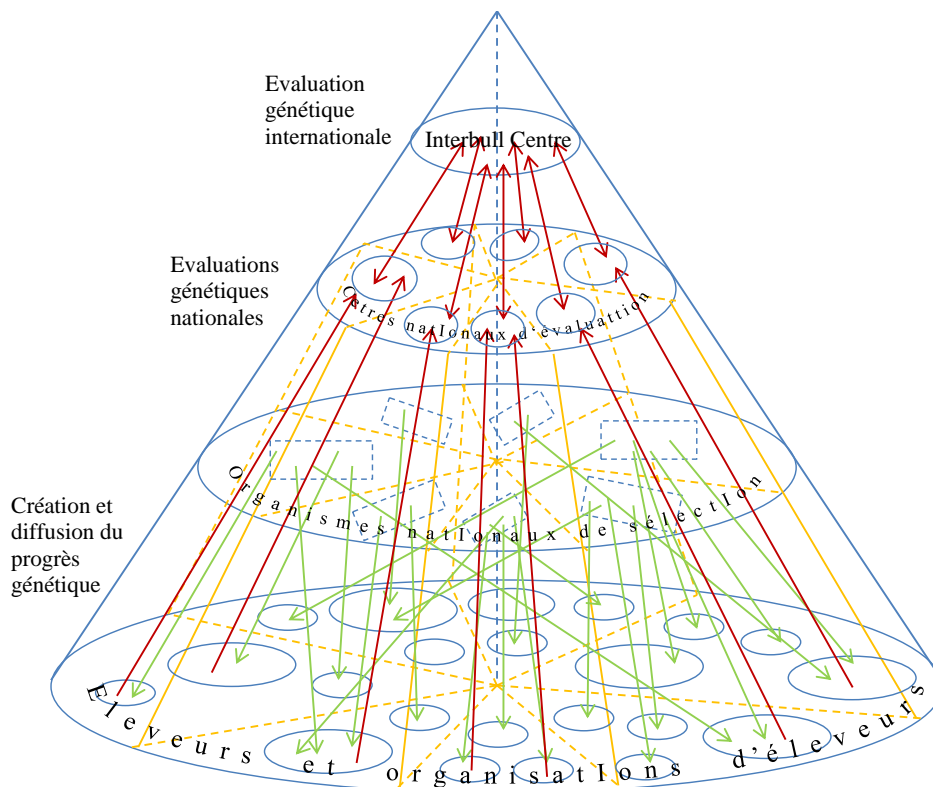 Evaluation
génétique
internationale
Interbull Centre
Evaluations
génétiques
nationales
Cetres natIonaux d'évaluattion
Création et
diffusion du
progrès
génétique
OrganIsmes natIonaux de sélectIon
Eleveurs et organisatIons d'éleveurs